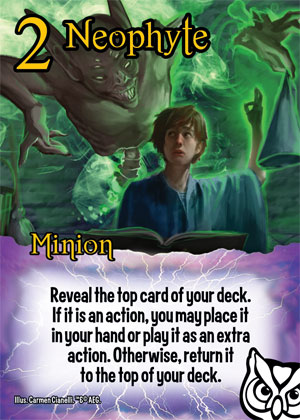 2 Neophyte
Minion
Reveal the top card of your deck.
If it is an action, you may place it
in your hand or play it as an extra
action. Otherwise, return it
to the top of your deck.
Illus: Carmen Cianelli, ™© AEG.